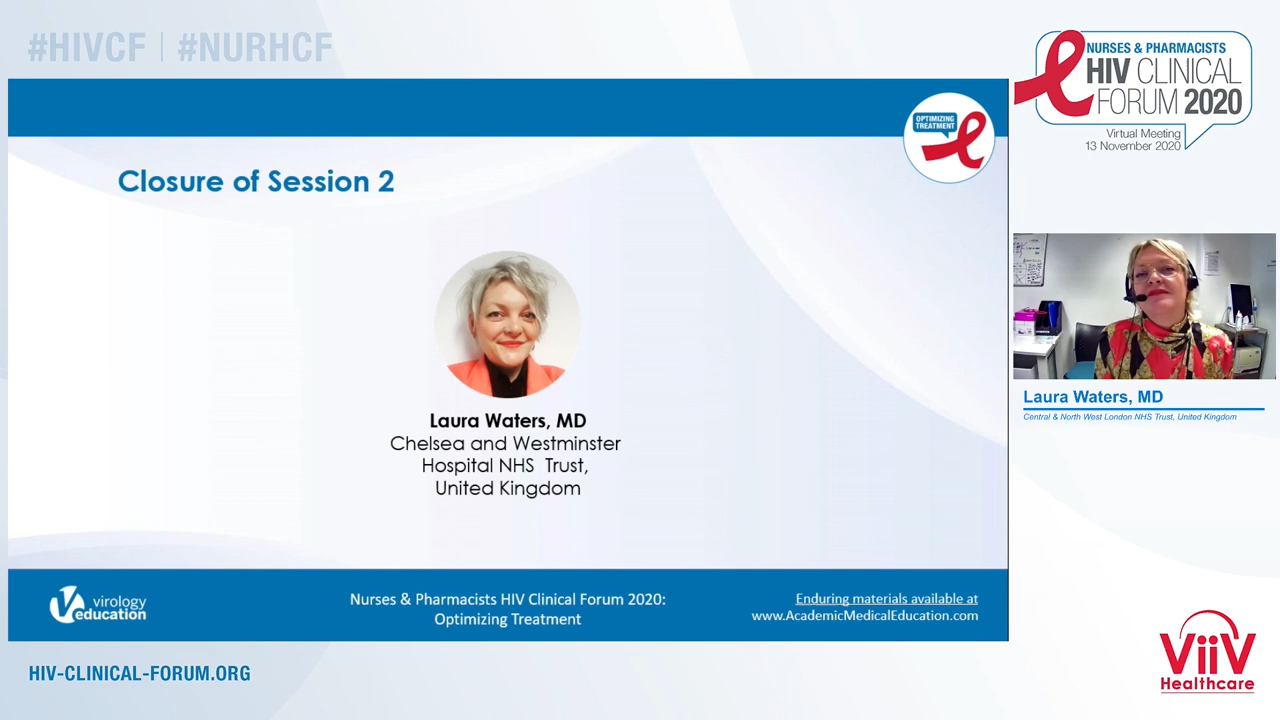 #HIVCF | #NURHCF
OPTIMIZING
TREATMENT
Closure of Session 2
Laura Waters, MD
Chelsea and Westminster
Hospital NHS Trust,
United Kingdom
virology
education
Nurses & Pharmacists HIV Clinical Forum 2020:
Optimizing Treatment
Enduring materials available at
www.AcademicMedicalEducation.com
HIV-CLINICAL-FORUM.ORG
NURSES & PHARMACISTS
HIV CLINICAL
FORUM 2020
Virtual Meeting
13 November 2020
Laura Waters, MD
Central & North West London NHS Trust, United Kingdom
ViiV
Healthcare